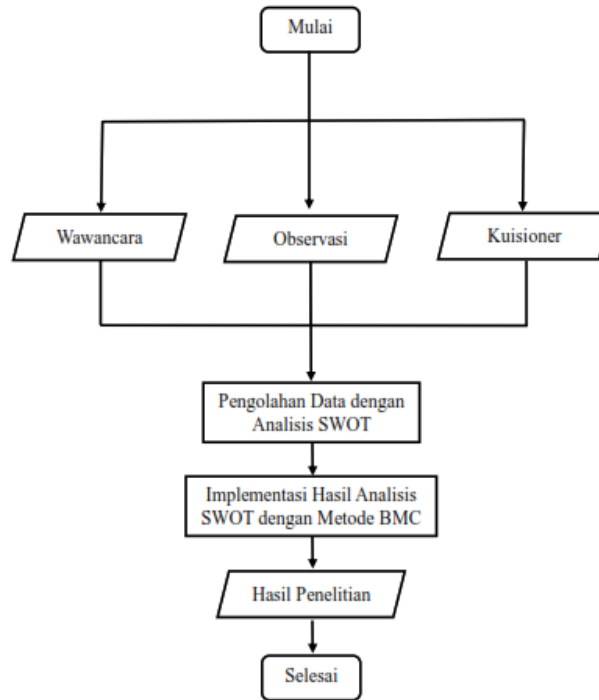 Mulai
Wawancara
Observasi
Kuisioner
Pengolahan Data dengan
Analisis SWOT
Implementasi Hasil Analisis
SWOT dengan Metode BMC
Hasil Penelitian
Selesai